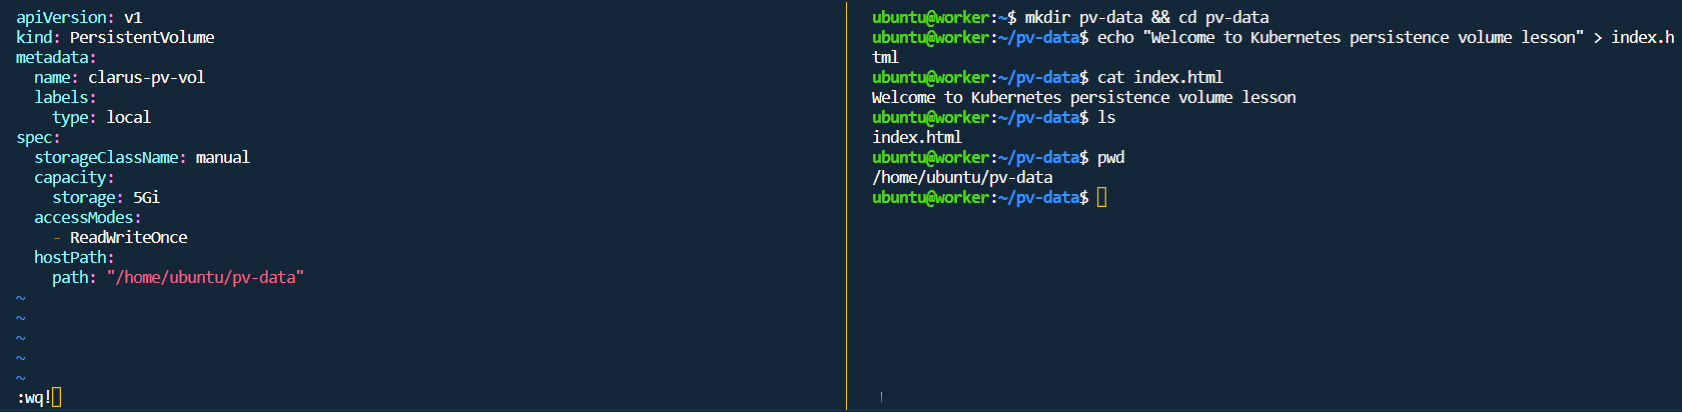 apiVersion: v1
kind: PersistentVolume
metadata:
  name: clarus-pv-vol
  labels:
    type: local
spec:
  storageClassName: manual
  capacity:
    storage: 5Gi
  accessModes:
    - ReadWriteOnce
  hostPath:
    path: "/home/ubuntu/pv-data"
~
~
~
~
~
:wq!
ubuntu@worker:~$ mkdir pv-data && cd pv-data
ubuntu@worker:~/pv-data$ echo "Welcome to Kubernetes persistence volume lesson" > index.h
tml
ubuntu@worker:~/pv-data$ cat index.html
Welcome to Kubernetes persistence volume lesson
ubuntu@worker:~/pv-data$ ls
index.html
ubuntu@worker:~/pv-data$ pwd
/home/ubuntu/pv-data
ubuntu@worker:~/pv-data$